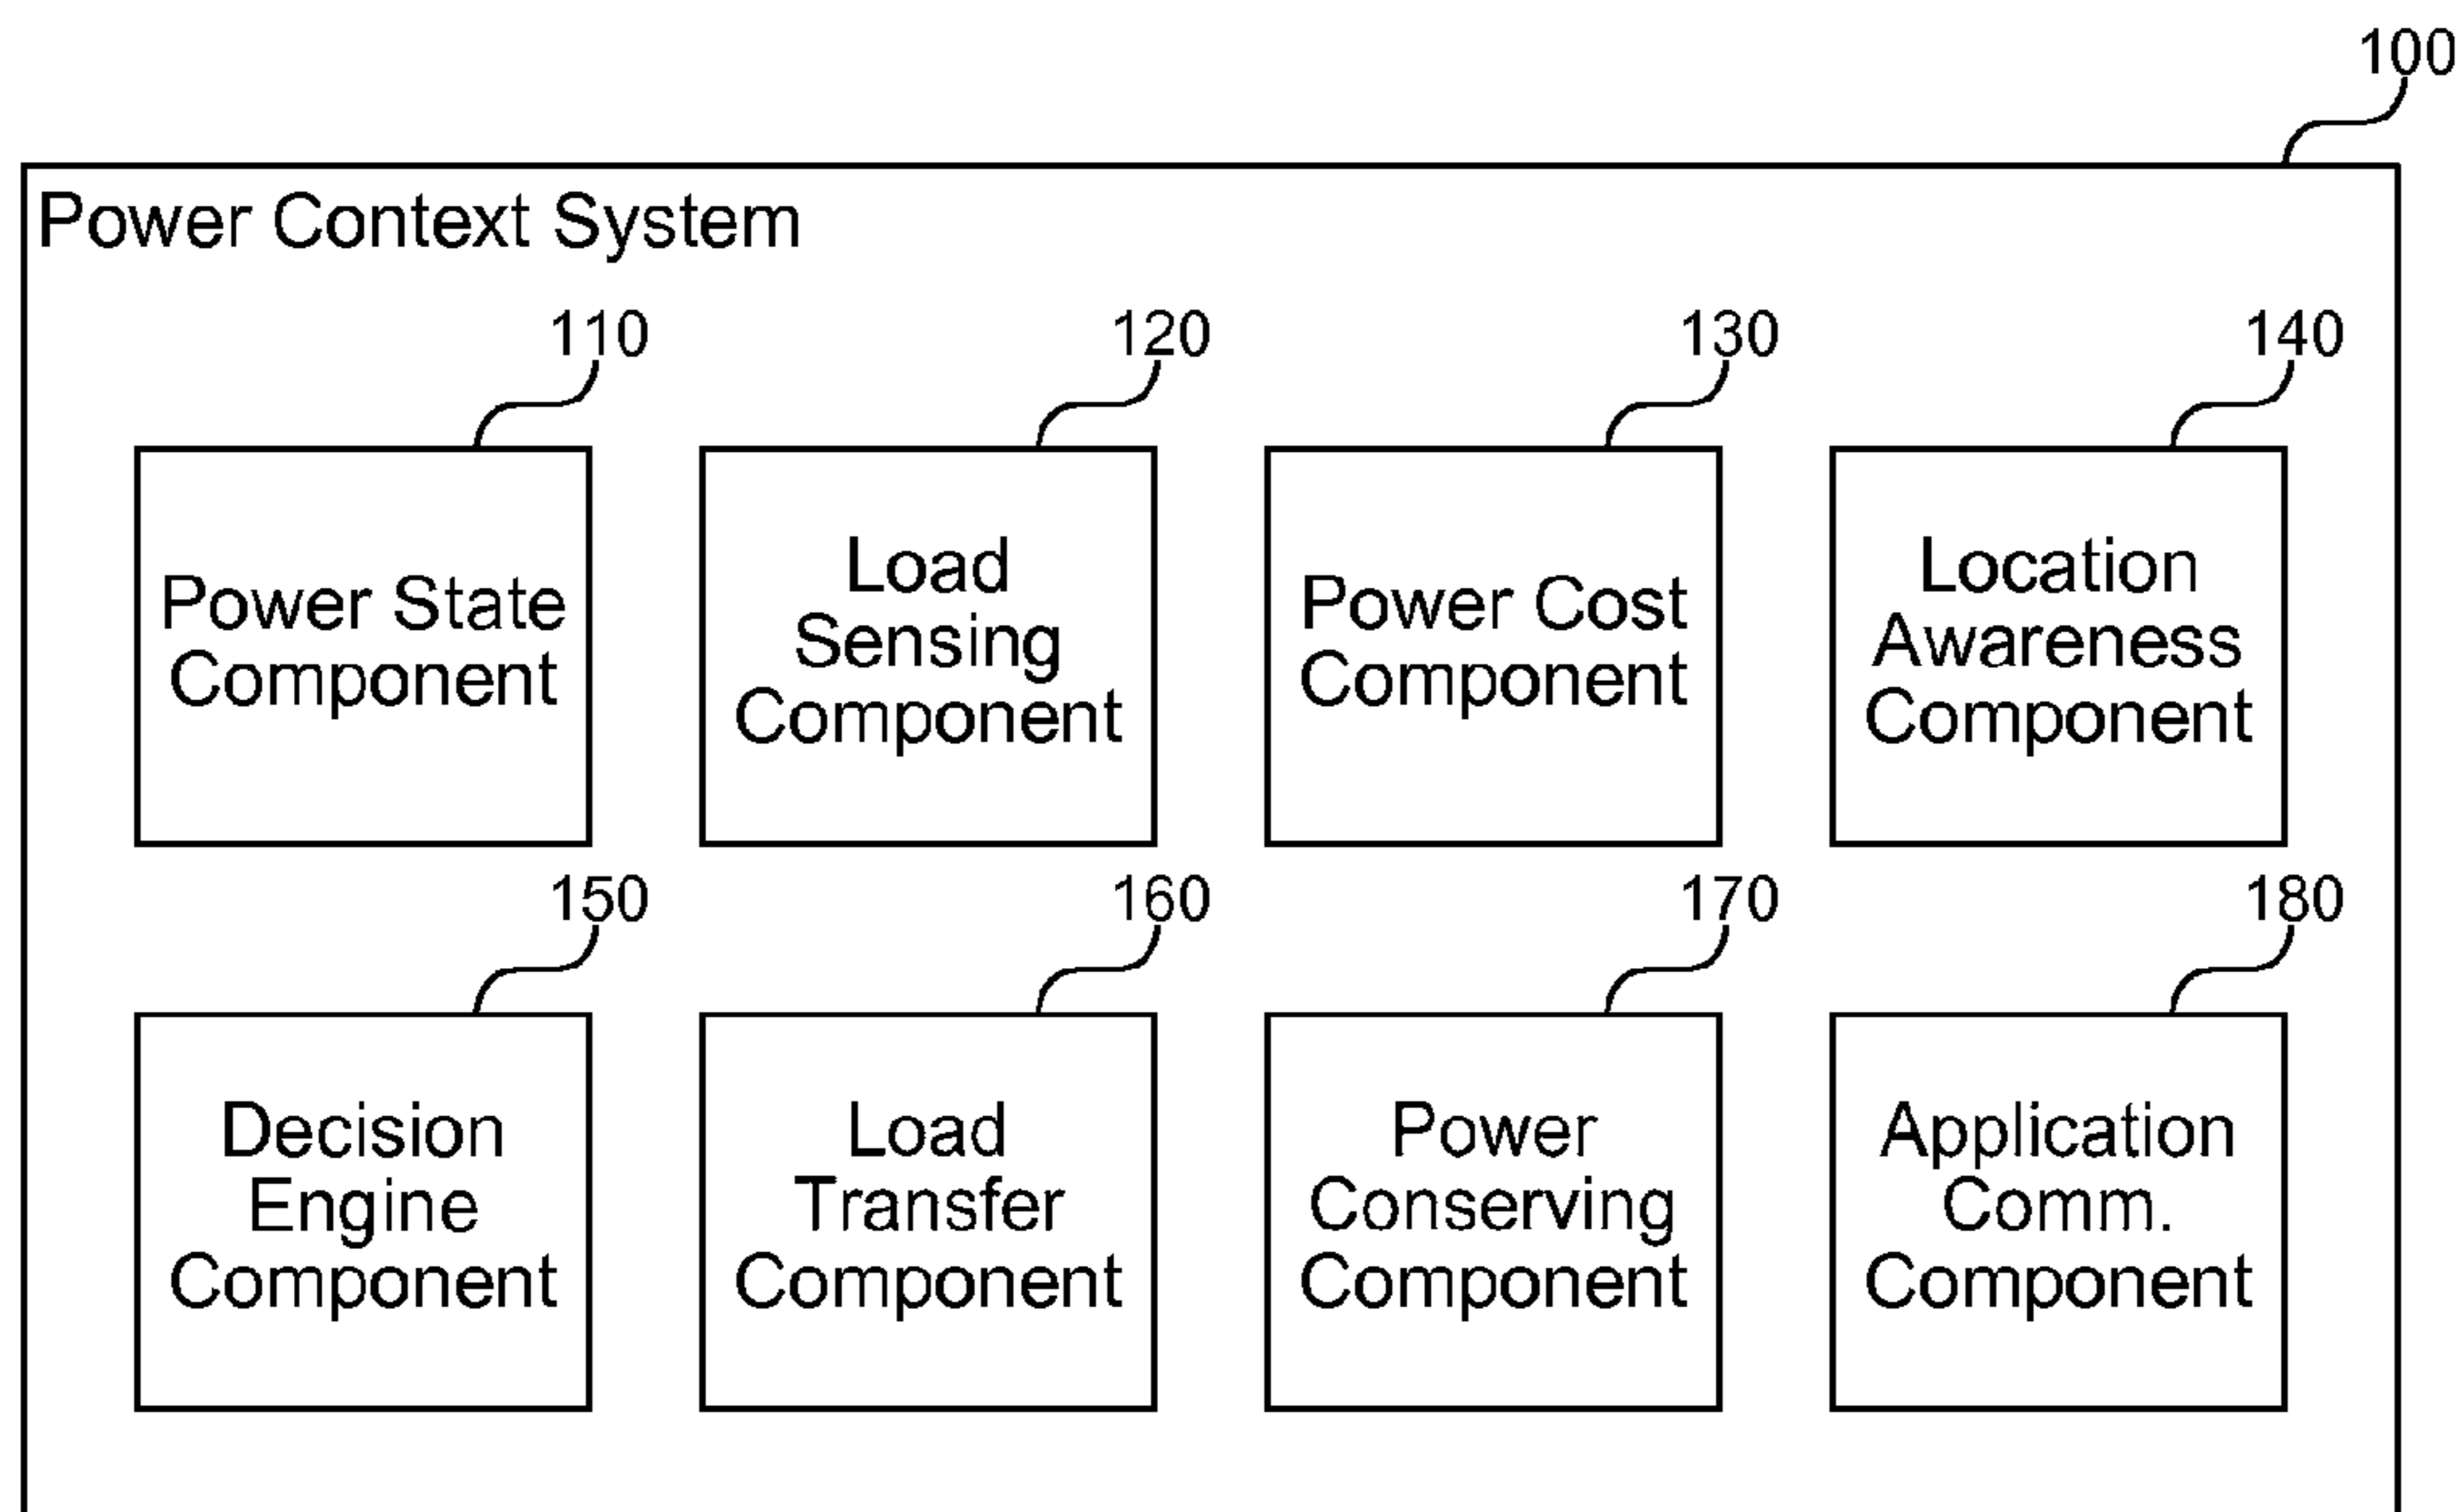 100
Power Context System
110
120
130
140
Power State
Component
Load
Sensing
Component
Power Cost
Component
Location
Awareness
Component
150
160
170
180
Decision
Engine
Component
Load
Transfer
Component
Power
Conserving
Component
Application
Comm.
Component